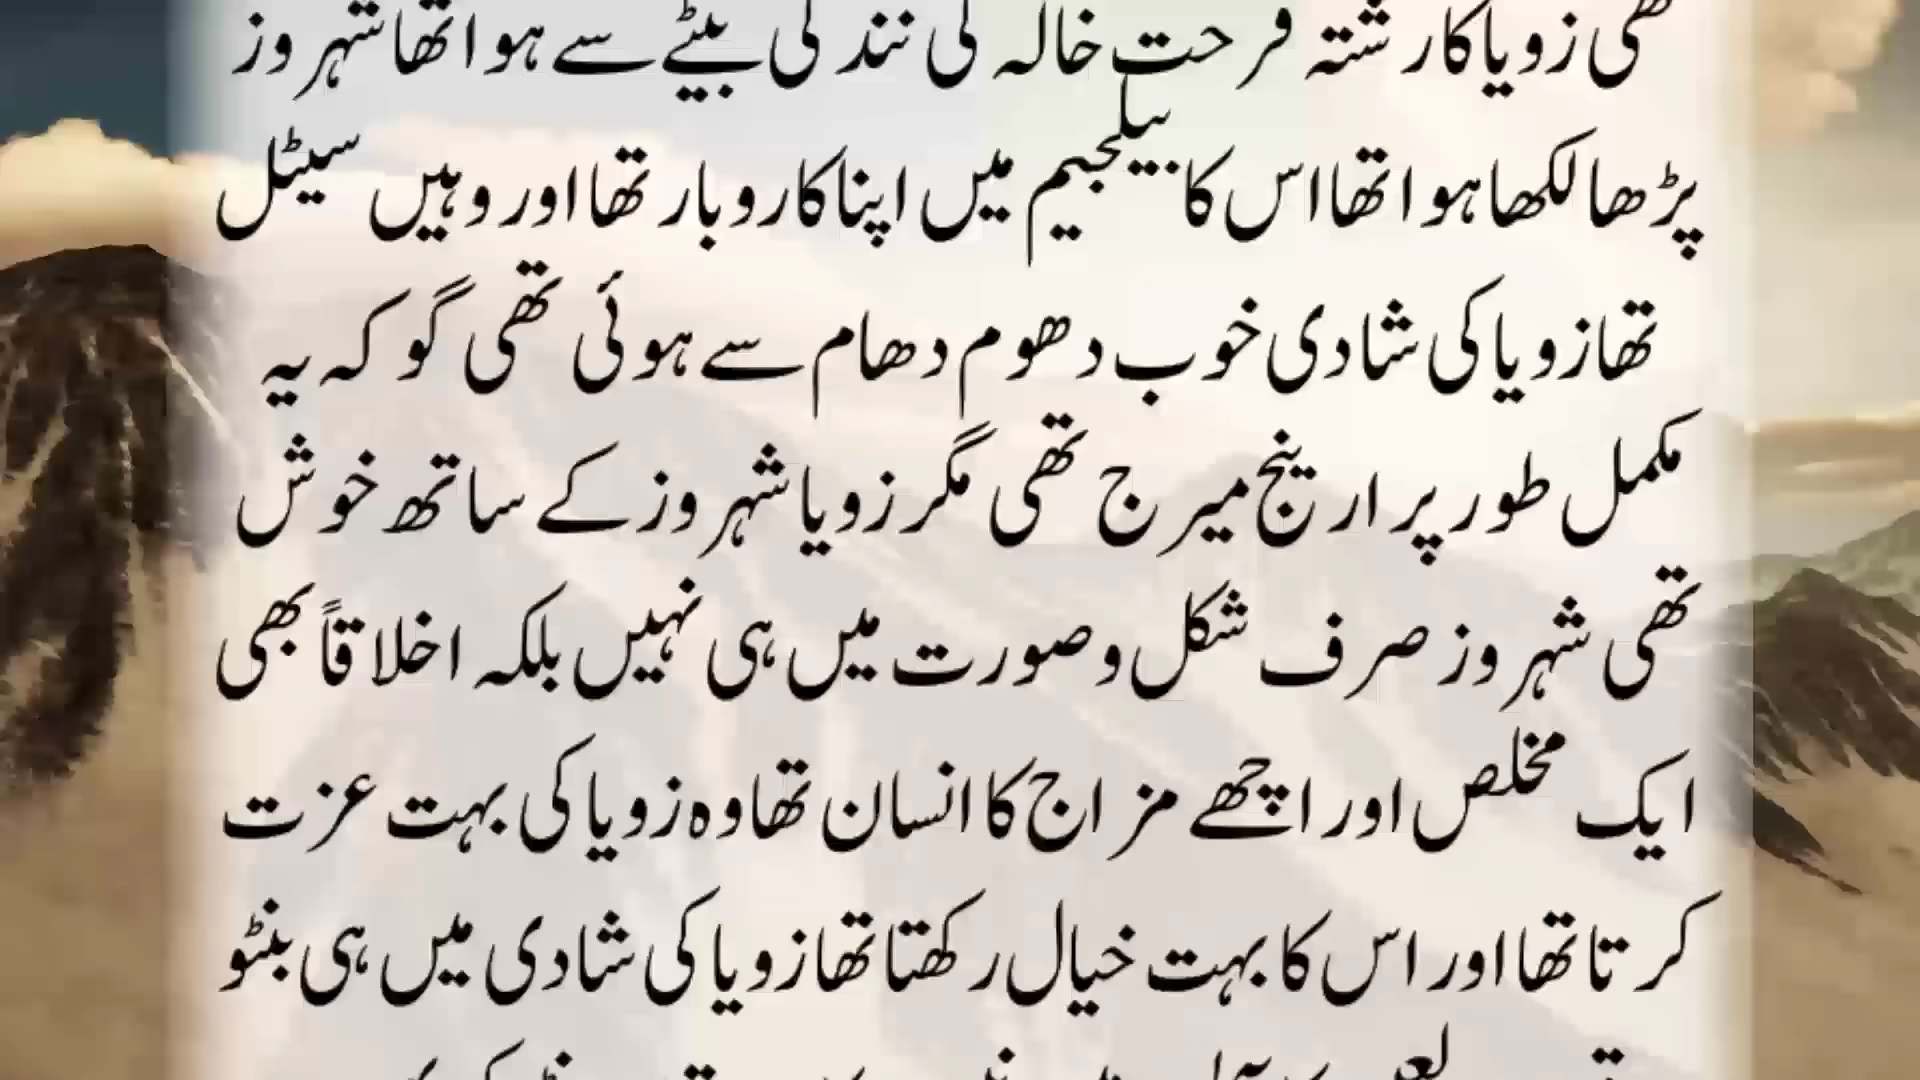 تھی زویا کا رشتہ فرحت خالہ کی نند کی بیٹے سے ہوا تھا شہروز
پڑھا لکھا ہوا تھا اس کا بیلجیم میں اپنا کاروبار تھا اور وہیں سیٹل
تھا زویا کی شادی خوب دھوم دھام سے ہوئی تھی گو کہ یہ
مکمل طور پر ارینج میرج تھی مگر زویا شہروز کے ساتھ خوش
تھی شہروز صرف شکل و صورت میں ہی نہیں بلکہ اخلاقاً بھی
ایک مخلص اور اچھے مزاج کا انسان تھا وہ زویا کی بہت عزت
کرتا تھا اور اس کا بہت خیال رکھتا تھا زویا کی شادی میں ہی بنٹو